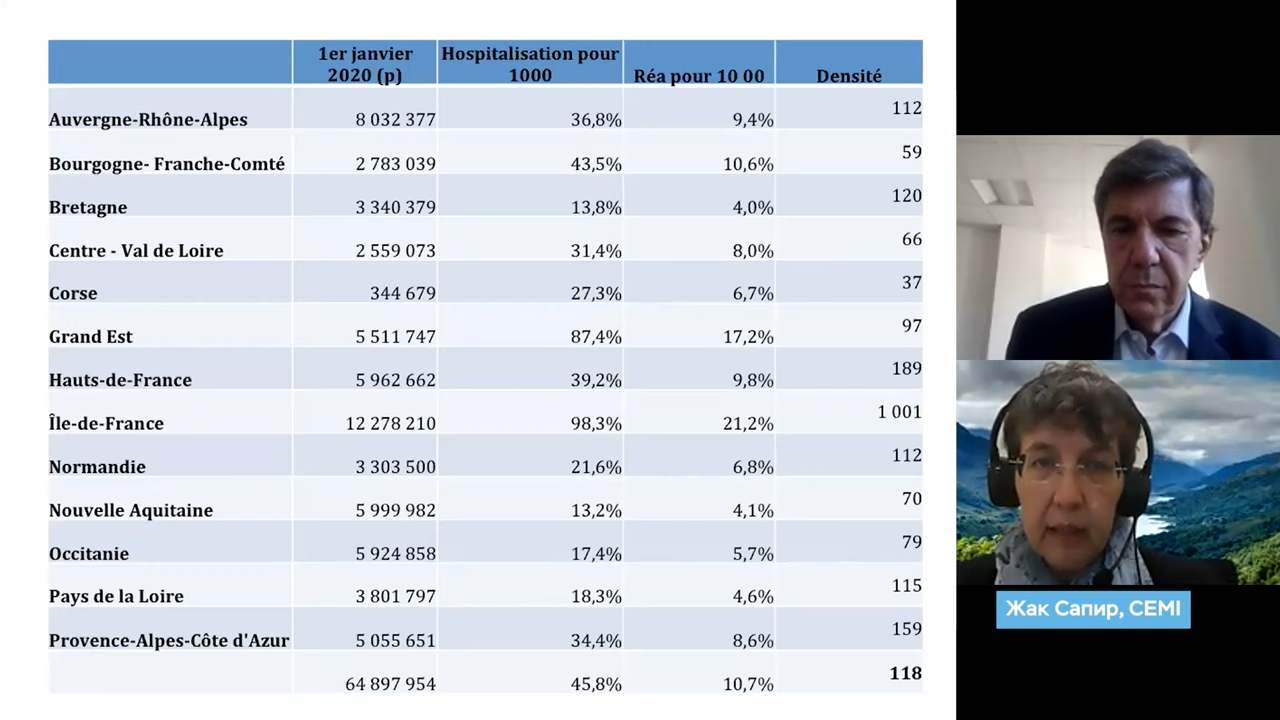 1er janvier 2020 (p) Hospitalisation pour 1000 Réa pour 10 00 Densité
Auvergne-Rhône-Alpes 8 032 377 36,8% 9,4% 112
Bourgogne- Franche-Comté 2 783 039 43,5% 10,6% 59
Bretagne 3 340 379 13,8% 4,0% 120
Centre - Val de Loire 2 559 073 31,4% 8,0% 66
Corse 344 679 27,3% 6,7% 37
Grand Est 5 511 747 87,4% 17,2% 97
Hauts-de-France 5 962 662 39,2% 9,8% 189
Île-de-France 12 278 210 98,3% 21,2% 1 001
Normandie 3 303 500 21,6% 6,8% 112
Nouvelle Aquitaine 5 999 982 13,2% 4,1% 70
Occitanie 5 924 858 17,4% 5,7% 79
Pays de la Loire 3 801 797 18,3% 4,6% 115
Provence-Alpes-Côte d'Azur 5 055 651 34,4% 8,6% 159
64 897 954 45,8% 10,7% 118
Жак Сапир, CEMI